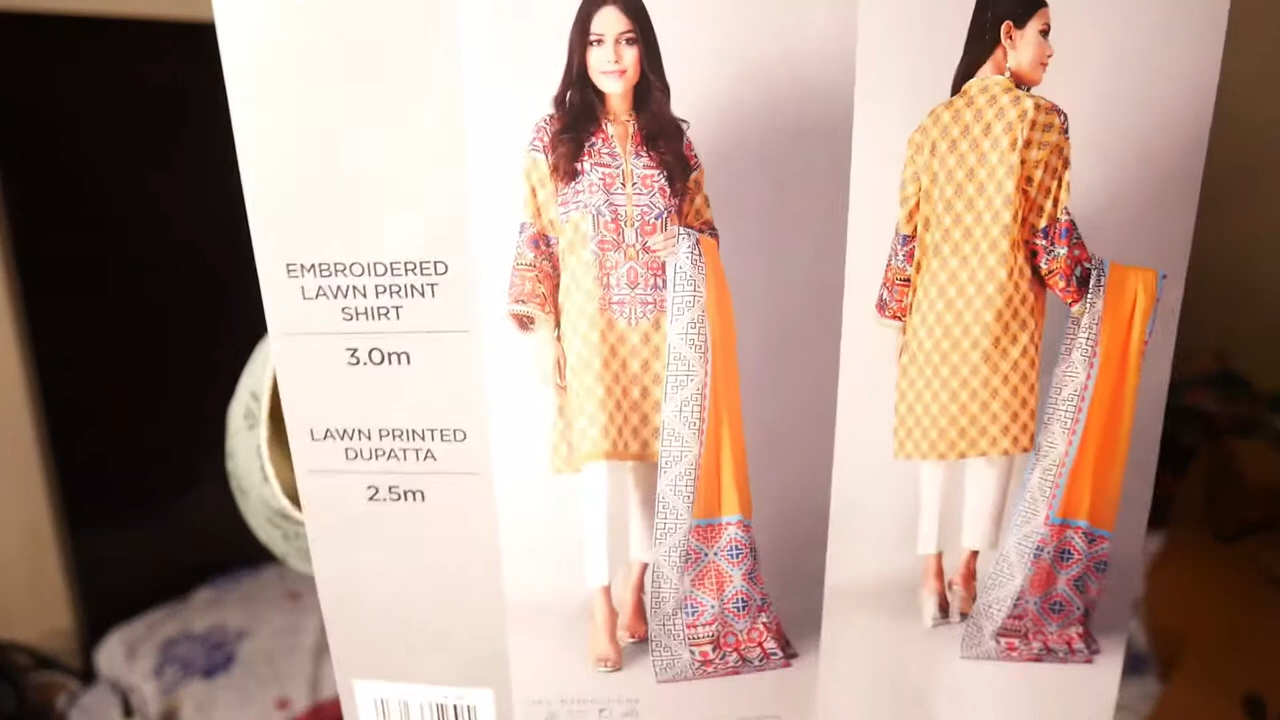 EMBROIDERED
LAWN PRINT
SHIRT
3.0m
LAWN PRINTED
DUPATTA
2.5m